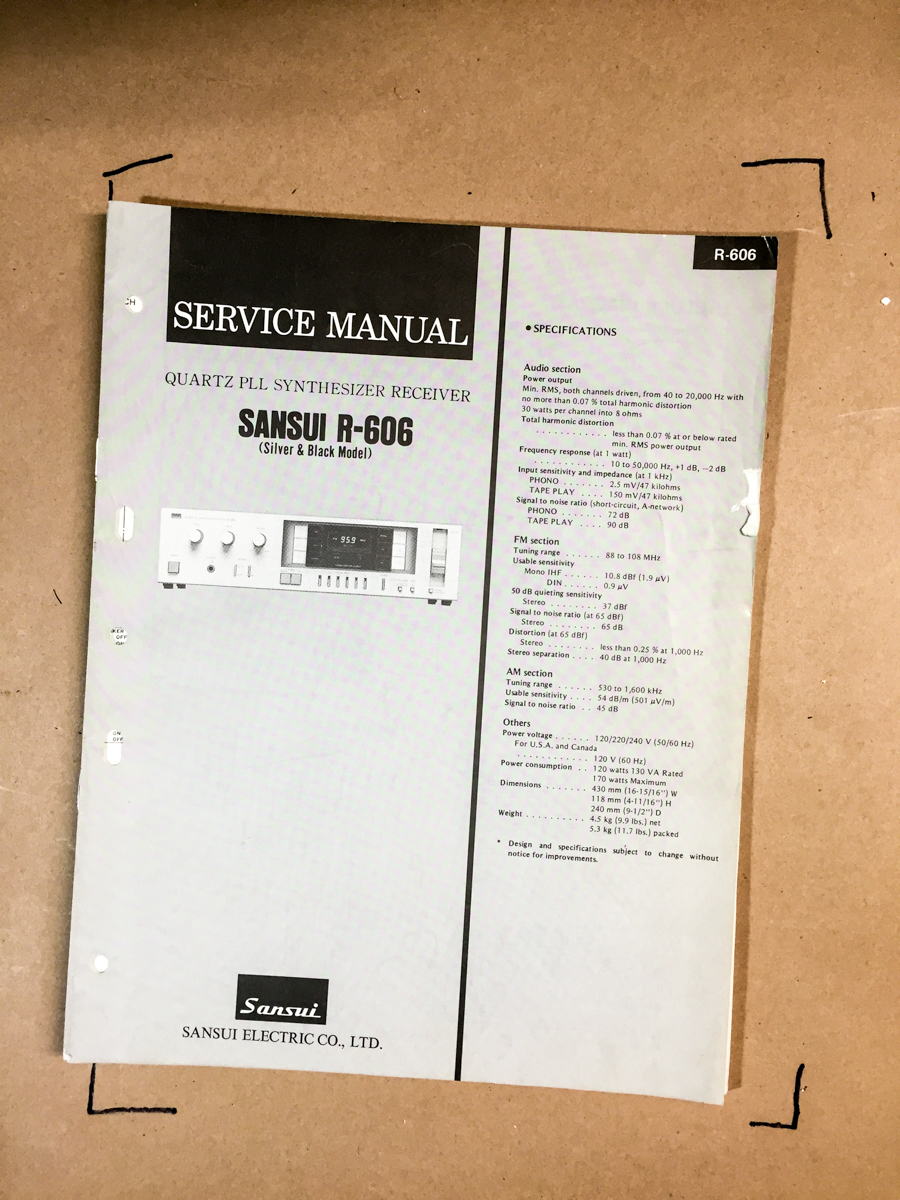 SERVICE MANUAL
QUARTZ PLL SYNTHESIZER RECEIVER
SANSUI R-606
(Silver & Black Model)
95.9
Sansui
SANSUI ELECTRIC CO., LTD.
R-606
● SPECIFICATIONS
Audio section
Power output
Min. RMS, both channels driven, from 40 to 20,000 Hz with
no more than 0.07 % total harmonic distortion
30 watts per channel into 8 ohms
Total harmonic distortion
. . . . . . . . . . . less than 0.07 % at or below rated
min. RMS power output
Frequency response (at 1 watt)
. . . . . . . . . . . 10 to 50,000 Hz, +1 dB, −2 dB
Input sensitivity and impedance (at 1 kHz)
PHONO . . . . . . . 2.5 mV/47 kilohms
TAPE PLAY . . . . 150 mV/47 kilohms
Signal to noise ratio (short-circuit, A-network)
PHONO . . . . . . . 72 dB
TAPE PLAY . . . . 90 dB
FM section
Tuning range . . . . . . 88 to 108 MHz
Usable sensitivity
Mono IHF . . . . . . 10.8 dBf (1.9 μV)
DIN . . . . . . 0.9 μV
50 dB quieting sensitivity
Stereo . . . . . . . . 37 dBf
Signal to noise ratio (at 65 dBf)
Stereo . . . . . . . . 65 dB
Distortion (at 65 dBf)
Stereo . . . . . . . . less than 0.25 % at 1,000 Hz
Stereo separation . . . . 40 dB at 1,000 Hz
AM section
Tuning range . . . . . . 530 to 1,600 kHz
Usable sensitivity . . . . 54 dB/m (501 μV/m)
Signal to noise ratio . . 45 dB
Others
Power voltage . . . . . . 120/220/240 V (50/60 Hz)
For U.S.A. and Canada
. . . . . . . . . . . . 120 V (60 Hz)
Power consumption . . 120 watts 130 VA Rated
170 watts Maximum
Dimensions . . . . . . . 430 mm (16-15/16") W
118 mm (4-11/16") H
240 mm (9-1/2") D
Weight . . . . . . . . . . 4.5 kg (9.9 lbs.) net
5.3 kg (11.7 lbs.) packed
* Design and specifications subject to change without
notice for improvements.
CH
OFF
ON
OFF